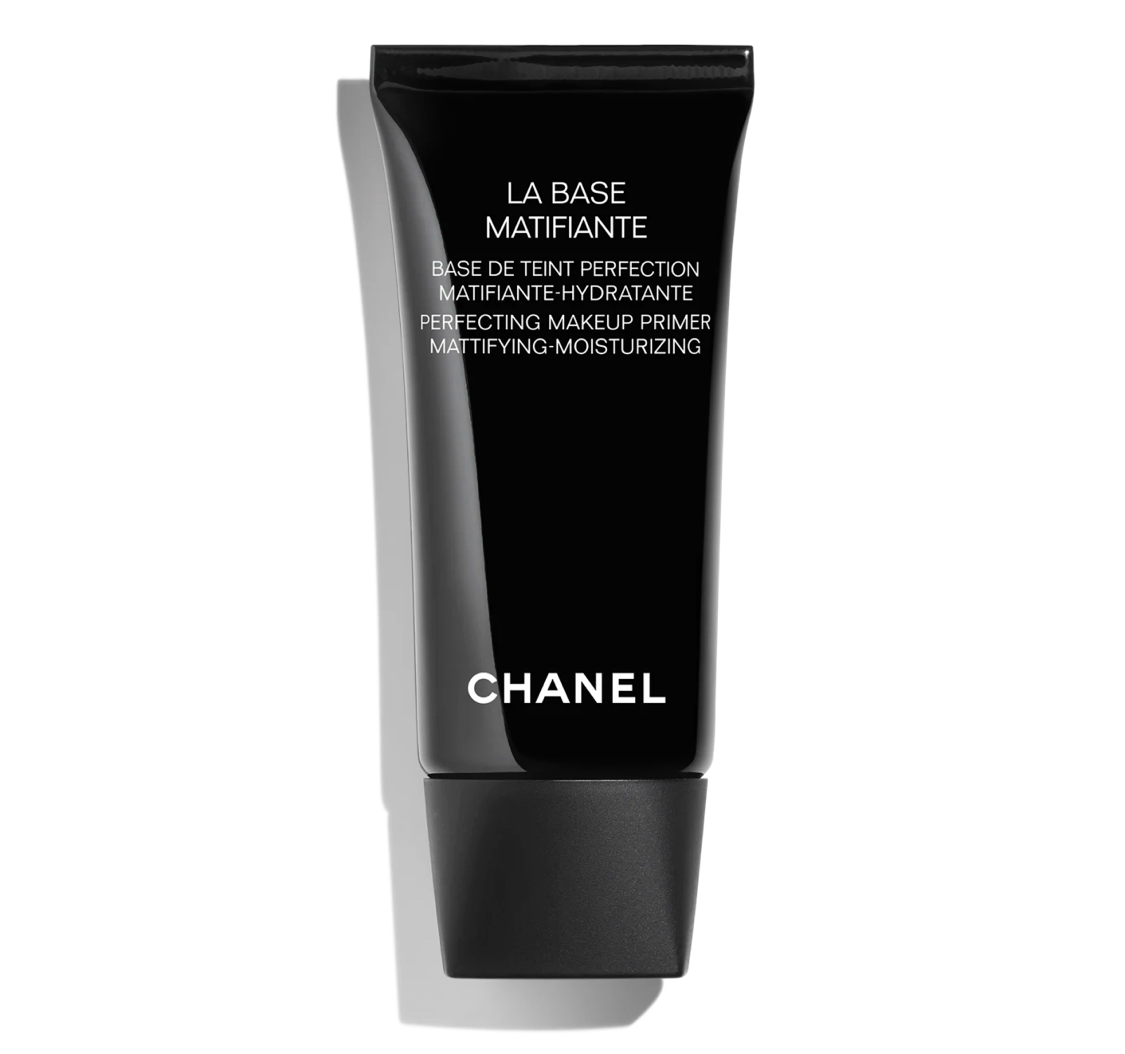 LA BASE
MATIFIANTE
BASE DE TEINT PERFECTION
MATIFIANTE-HYDRATANTE
PERFECTING MAKEUP PRIMER
MATTIFYING-MOISTURIZING
CHANEL